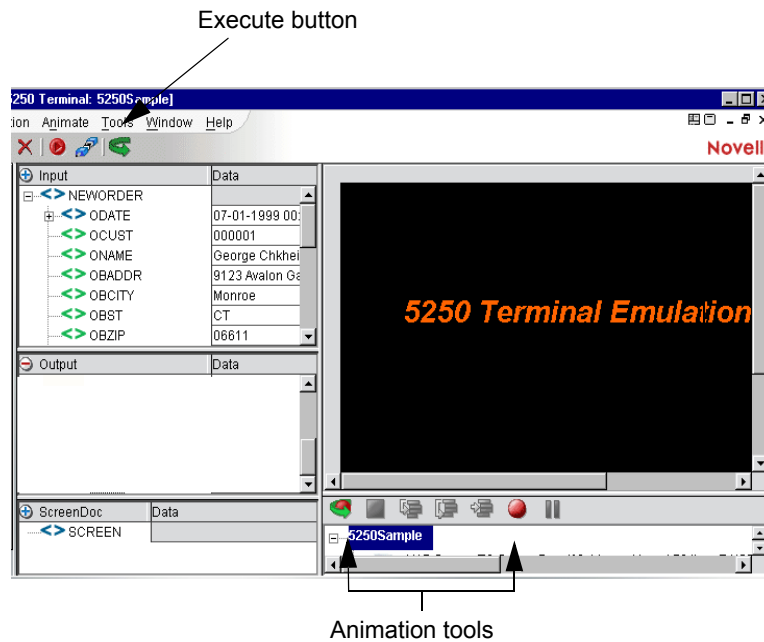 Execute button
5250 Terminal: 5250Sample]
ion Animate Tools Window Help
Novell
Input Data
NEWORDER
ODATE 07-01-1999 00:
OCUST 000001
ONAME George Chkhei
OBADDR 9123 Avalon Ga
OBCITY Monroe
OBST CT
OBZIP 06611
5250 Terminal Emulation
Output Data
ScreenDoc Data
SCREEN
5250Sample
Animation tools